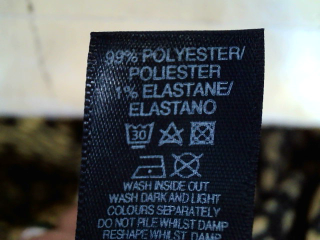 99% POLYESTER/
POLIESTER
1% ELASTANE/
ELASTANO
30
WASH INSIDE OUT
WASH DARK AND LIGHT
COLOURS SEPARATELY
DO NOT PILE WHILST DAMP
RESHAPE WHILST DAMP